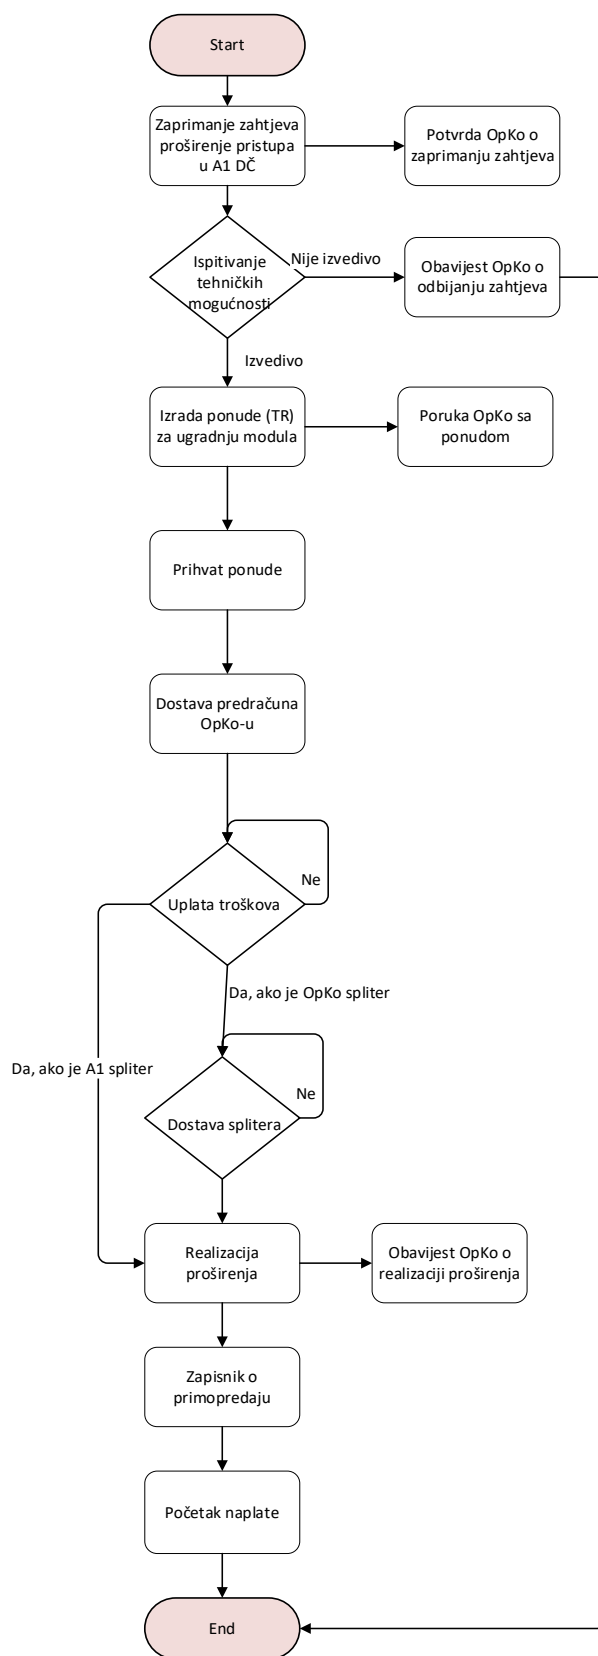 Start
Zaprimanje zahtjeva
proširenje pristupa
u A1 DČ
Potvrda OpKo o
zaprimanju zahtjeva
Ispitivanje
tehničkih
mogućnosti
Nije izvedivo
Obavijest OpKo o
odbijanju zahtjeva
Izvedivo
Izrada ponude (TR)
za ugradnju modula
Poruka OpKo sa
ponudom
Prihvat ponude
Dostava predračuna
OpKo-u
Uplata troškova
Ne
Da, ako je OpKo spliter
Da, ako je A1 spliter
Dostava splitera
Ne
Realizacija
proširenja
Obavijest OpKo o
realizaciji proširenja
Zapisnik o
primopredaju
Početak naplate
End